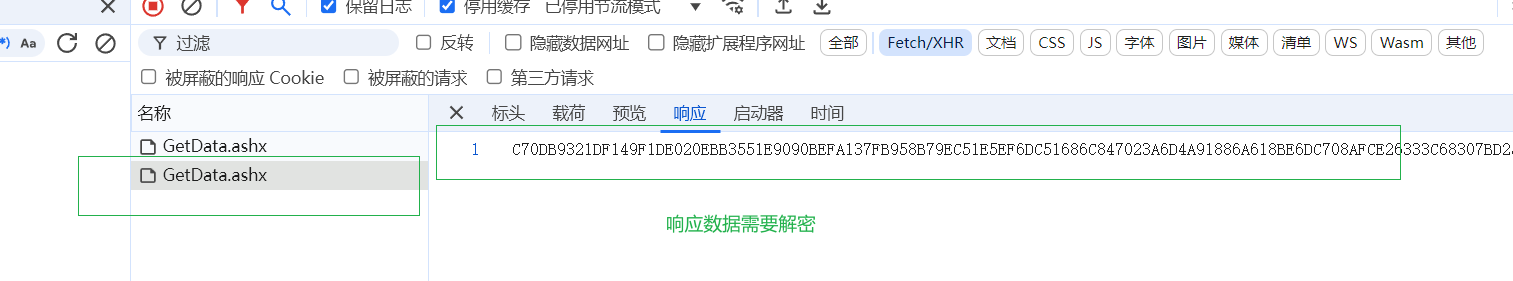 保留日志 停用缓存 已停用节流模式
.*) Aa 过滤 反转 隐藏数据网址 隐藏扩展程序网址 全部 Fetch/XHR 文档 CSS JS 字体 图片 媒体 清单 WS Wasm 其他
被屏蔽的响应 Cookie 被屏蔽的请求 第三方请求
名称 标头 载荷 预览 响应 启动器 时间
GetData.ashx
1 C70DB9321DF149F1DE020EBB3551E9090BEFA137FB958B79EC51E5EF6DC51686C847023A6D4A91886A618BE6DC708AFCE26333C68307BD2
GetData.ashx
响应数据需要解密